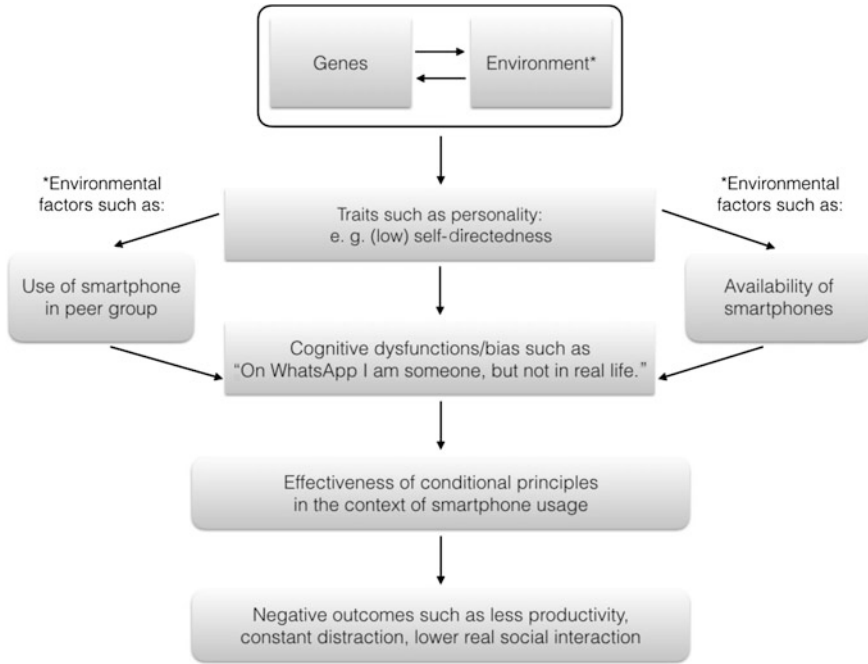 Genes
Environment*
*Environmental
factors such as:
Traits such as personality:
e. g. (low) self-directedness
*Environmental
factors such as:
Use of smartphone
in peer group
Availability of
smartphones
Cognitive dysfunctions/bias such as
“On WhatsApp I am someone, but not in real life.”
Effectiveness of conditional principles
in the context of smartphone usage
Negative outcomes such as less productivity,
constant distraction, lower real social interaction